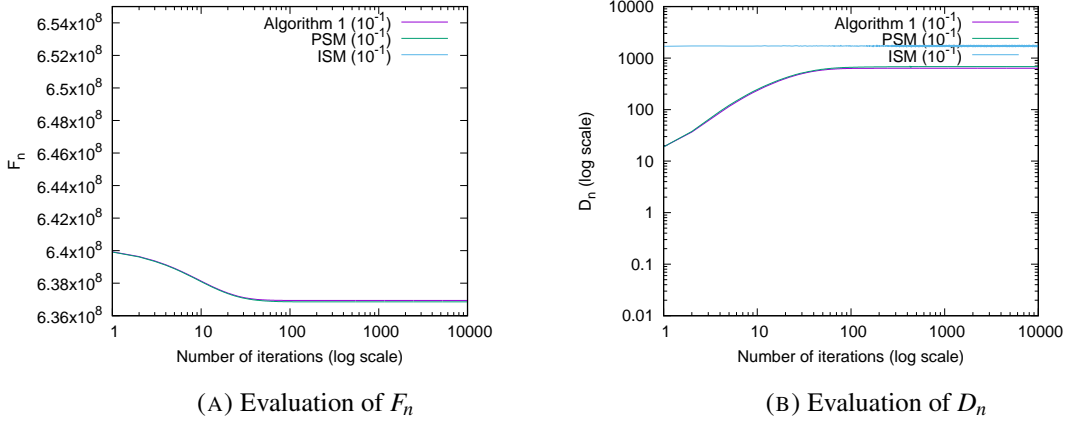 6.54x10^8
6.52x10^8
6.5x10^8
6.48x10^8
6.46x10^8
6.44x10^8
6.42x10^8
6.4x10^8
6.38x10^8
6.36x10^8
F_n
Algorithm 1 (10^-1)
PSM (10^-1)
ISM (10^-1)
1 10 100 1000 10000
Number of iterations (log scale)
(A) Evaluation of F_n
10000
1000
100
10
1
0.1
0.01
D_n (log scale)
Algorithm 1 (10^-1)
PSM (10^-1)
ISM (10^-1)
1 10 100 1000 10000
Number of iterations (log scale)
(B) Evaluation of D_n